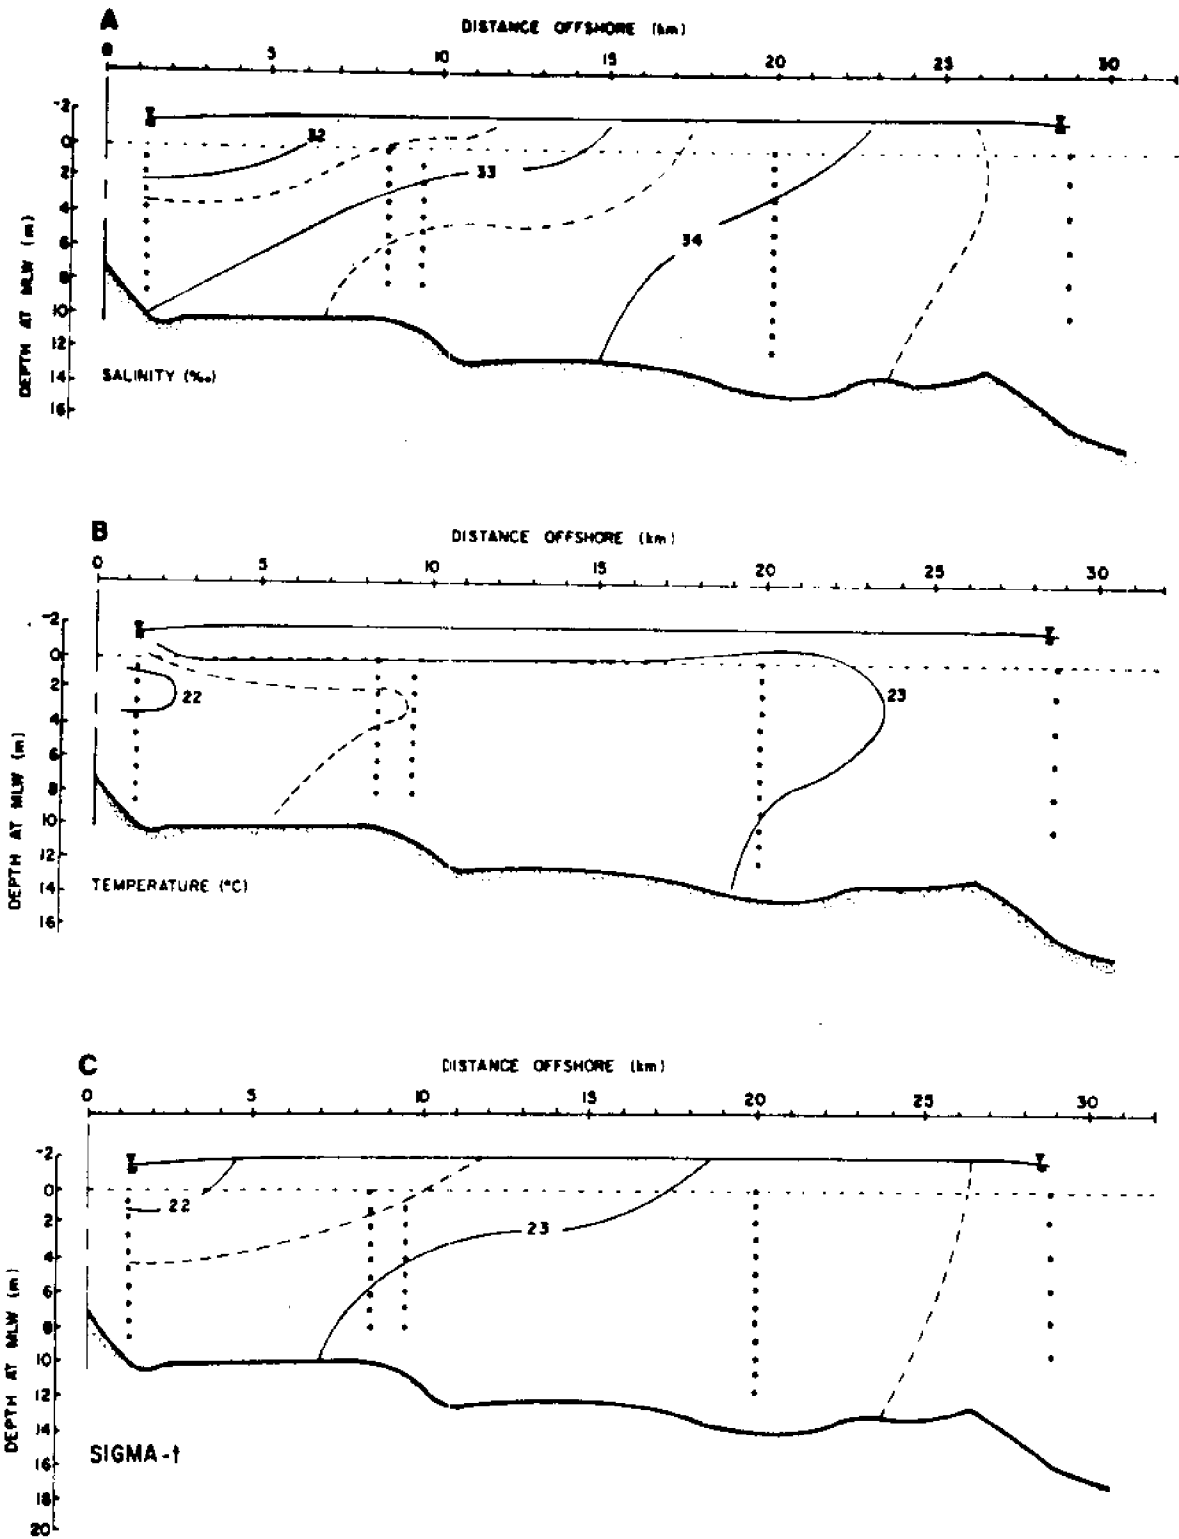 A
DISTANCE OFFSHORE (km)
0 5 10 15 20 25 30
-2
0
2
4
6
8
10
12
14
16
DEPTH AT MLW (m)
32
33
34
SALINITY (‰)
B
DISTANCE OFFSHORE (km)
0 5 10 15 20 25 30
-2
0
2
4
6
8
10
12
14
16
DEPTH AT MLW (m)
22
23
TEMPERATURE (°C)
C
DISTANCE OFFSHORE (km)
0 5 10 15 20 25 30
-2
0
2
4
6
8
10
12
14
16
18
20
DEPTH AT MLW (m)
22
23
SIGMA-t